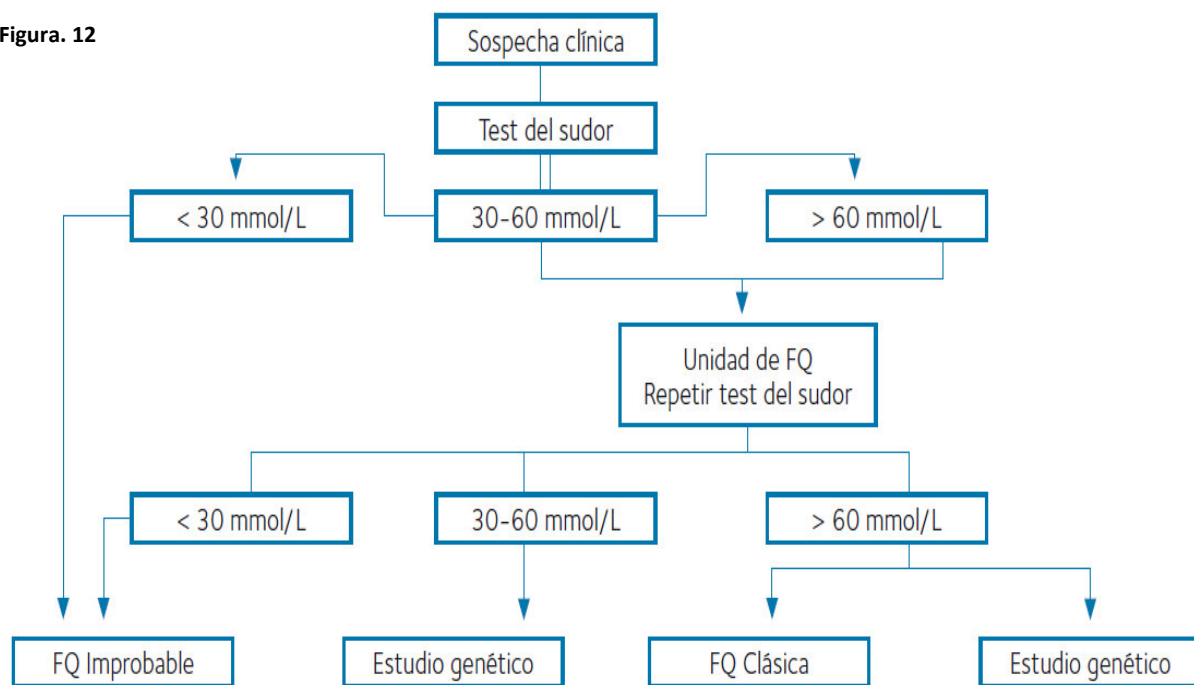 Figura. 12
Sospecha clínica
Test del sudor
< 30 mmol/L
30-60 mmol/L
> 60 mmol/L
Unidad de FQ
Repetir test del sudor
< 30 mmol/L
30-60 mmol/L
> 60 mmol/L
FQ Improbable
Estudio genético
FQ Clásica
Estudio genético